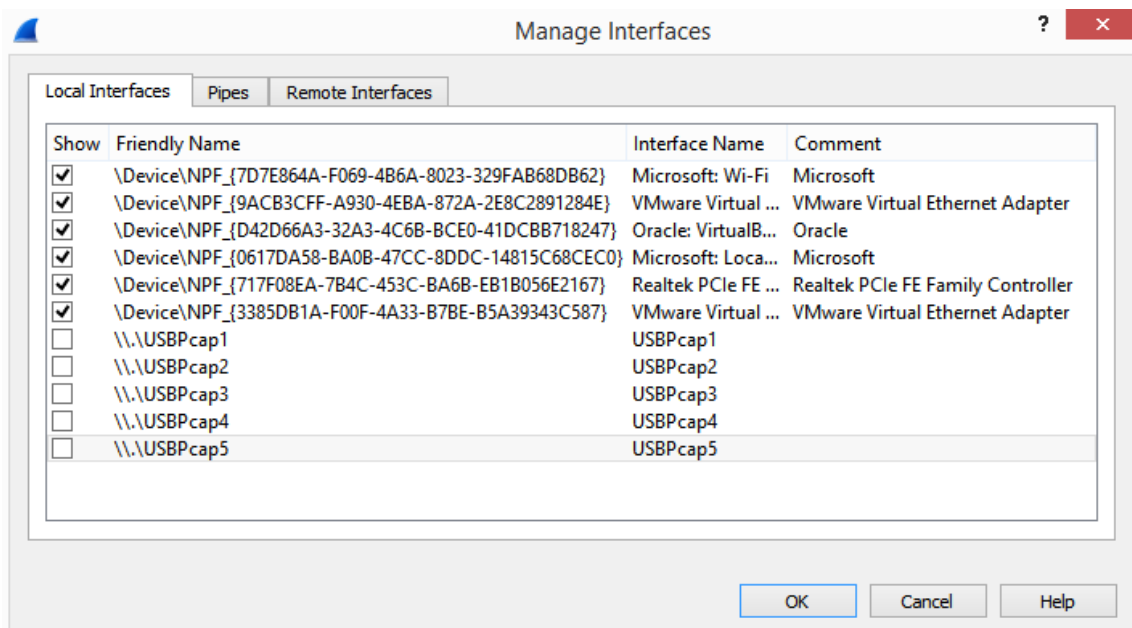 Manage Interfaces ? ×
Local Interfaces Pipes Remote Interfaces
Show Friendly Name Interface Name Comment
\Device\NPF_{7D7E864A-F069-4B6A-8023-329FAB68DB62} Microsoft: Wi-Fi Microsoft
\Device\NPF_{9ACB3CFF-A930-4EBA-872A-2E8C2891284E} VMware Virtual ... VMware Virtual Ethernet Adapter
\Device\NPF_{D42D66A3-32A3-4C6B-BCE0-41DCBB718247} Oracle: VirtualB... Oracle
\Device\NPF_{0617DA58-BA0B-47CC-8DDC-14815C68CEC0} Microsoft: Loca... Microsoft
\Device\NPF_{717F08EA-7B4C-453C-BA6B-EB1B056E2167} Realtek PCIe FE ... Realtek PCIe FE Family Controller
\Device\NPF_{3385DB1A-F00F-4A33-B7BE-B5A39343C587} VMware Virtual ... VMware Virtual Ethernet Adapter
\\.\USBPcap1 USBPcap1
\\.\USBPcap2 USBPcap2
\\.\USBPcap3 USBPcap3
\\.\USBPcap4 USBPcap4
\\.\USBPcap5 USBPcap5
OK Cancel Help